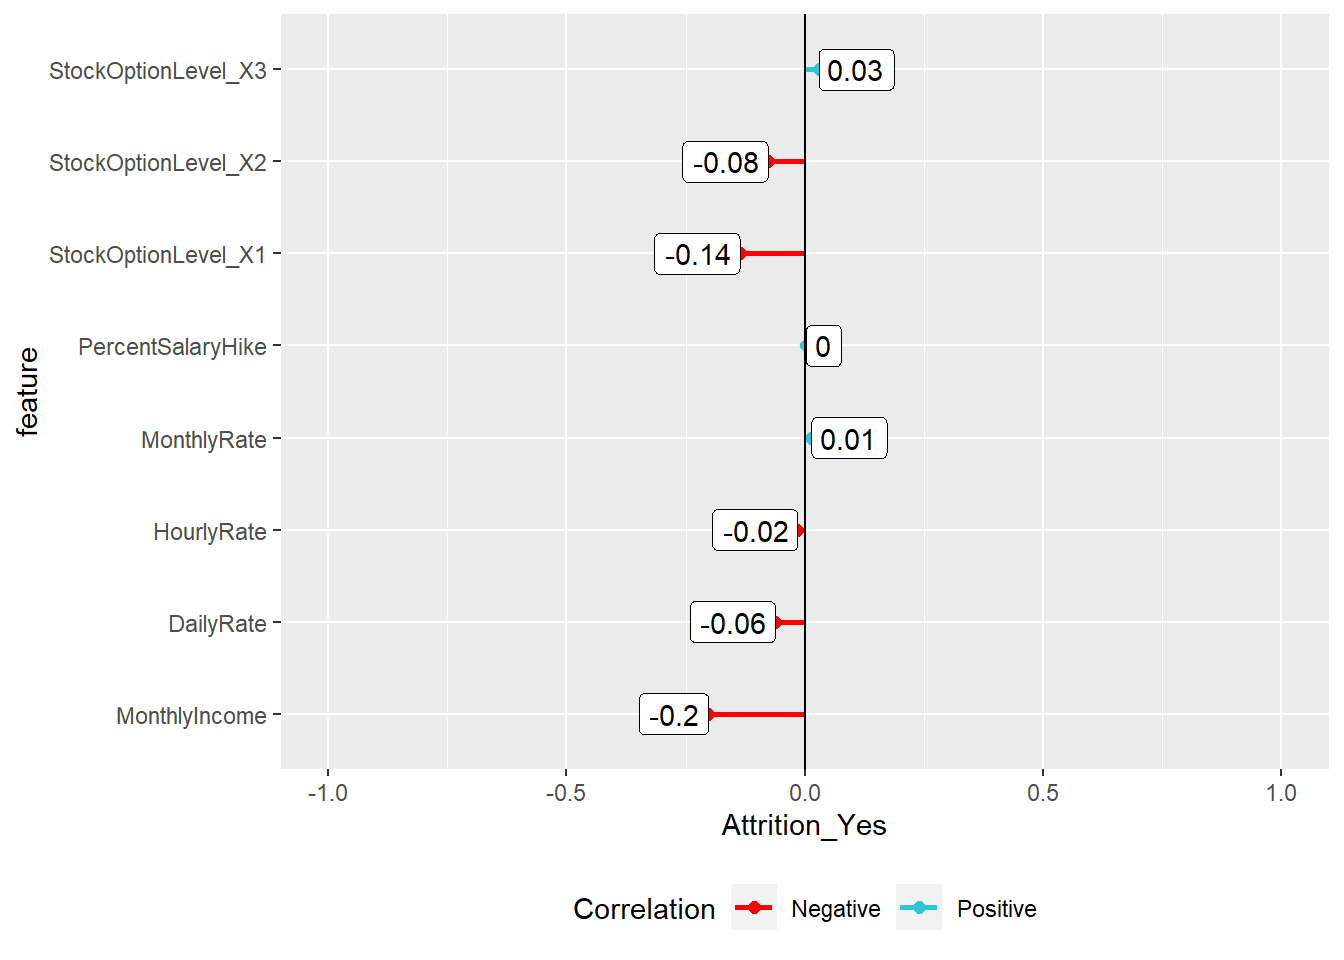 StockOptionLevel_X3
0.03
StockOptionLevel_X2
-0.08
StockOptionLevel_X1
-0.14
PercentSalaryHike
0
MonthlyRate
0.01
HourlyRate
-0.02
DailyRate
-0.06
MonthlyIncome
-0.2
feature
-1.0 -0.5 0.0 0.5 1.0
Attrition_Yes
Correlation Negative Positive